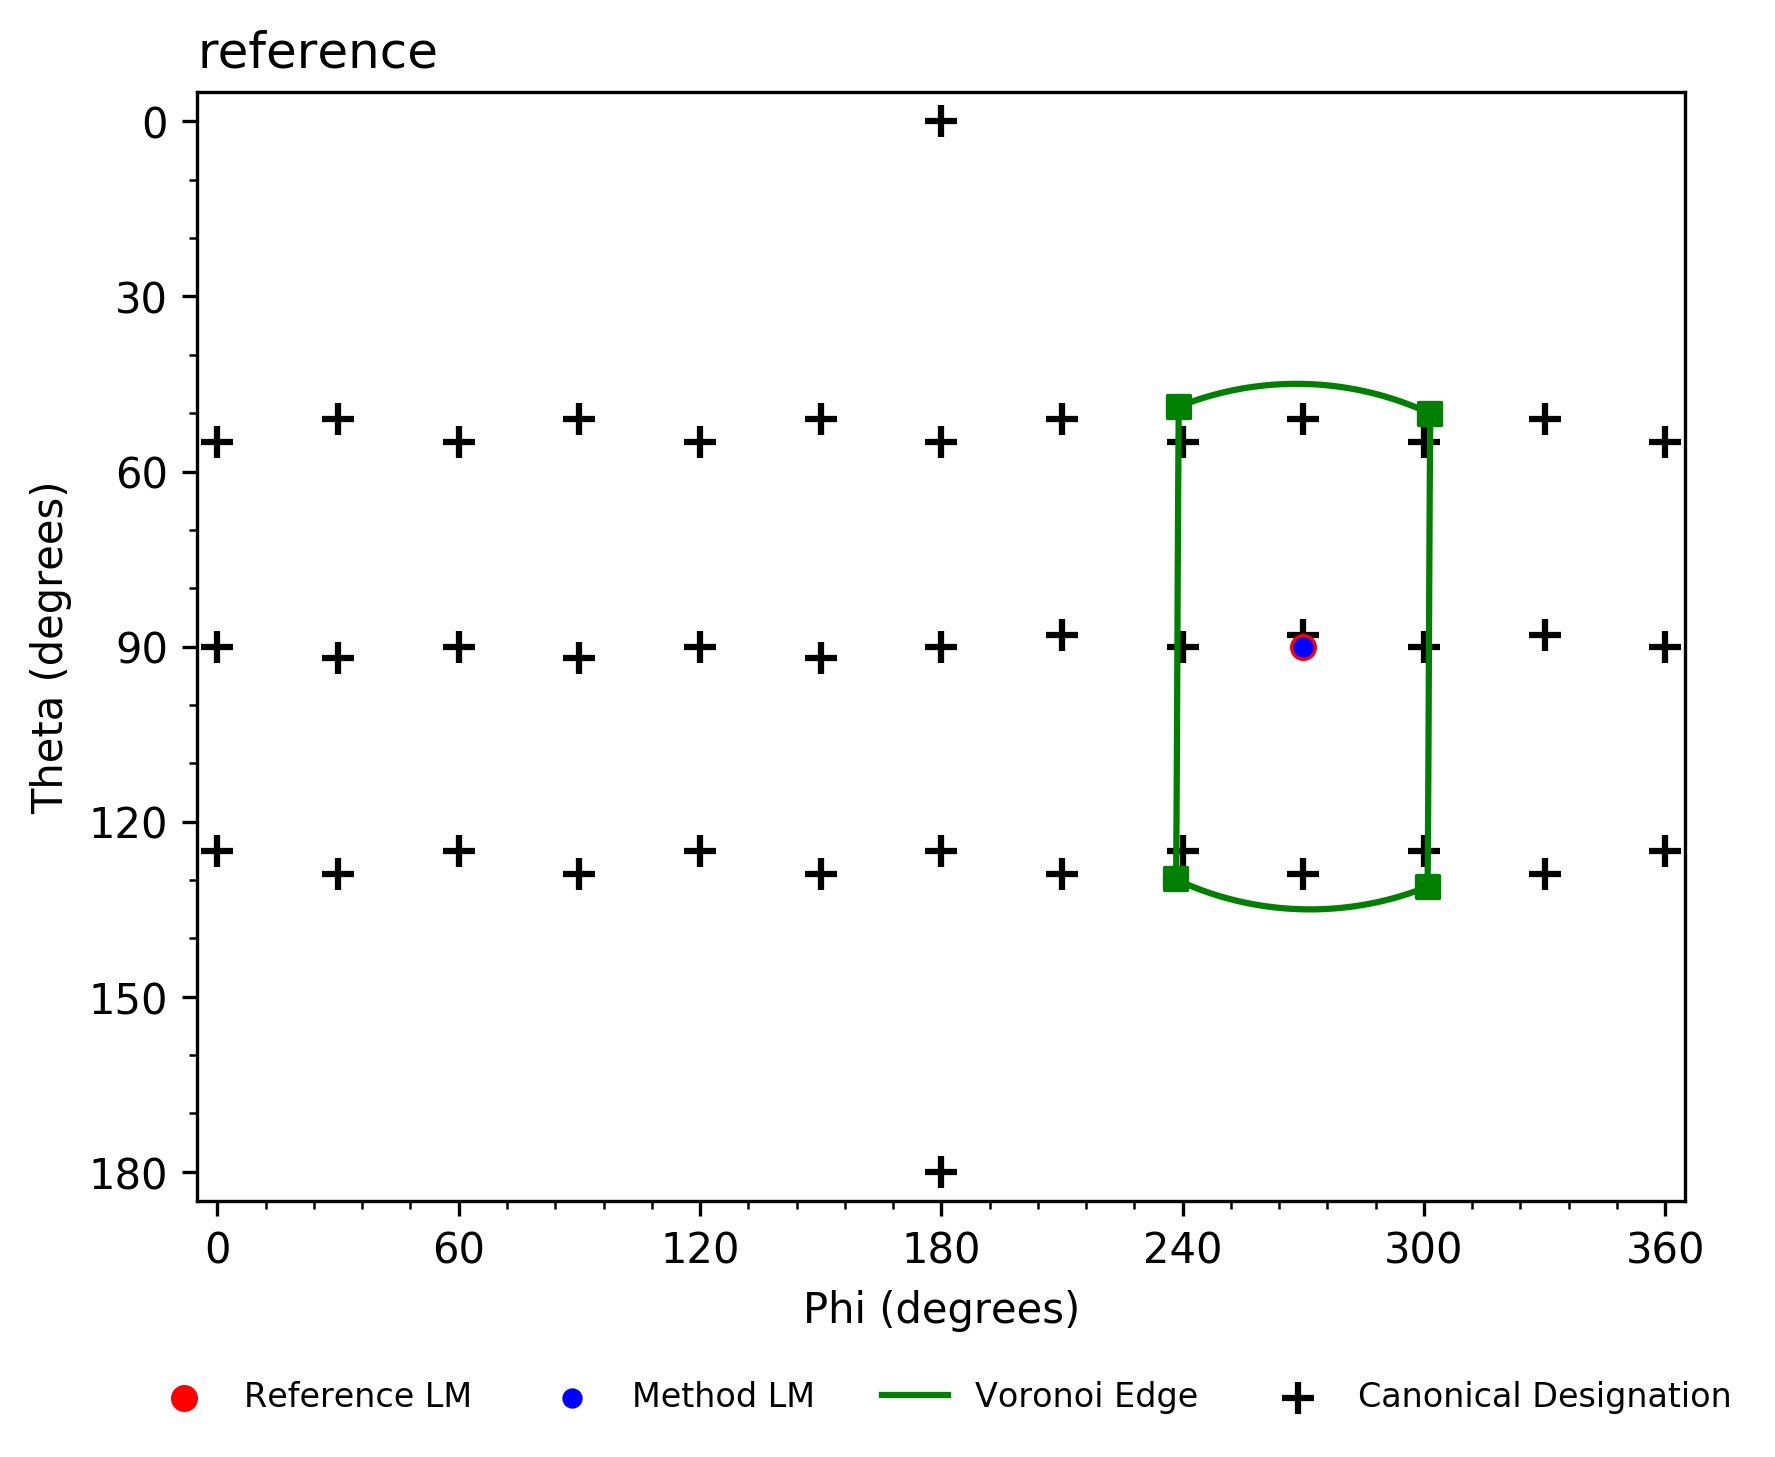 reference
0
30
60
90
120
150
180
Theta (degrees)
0 60 120 180 240 300 360
Phi (degrees)
Reference LM Method LM Voronoi Edge Canonical Designation